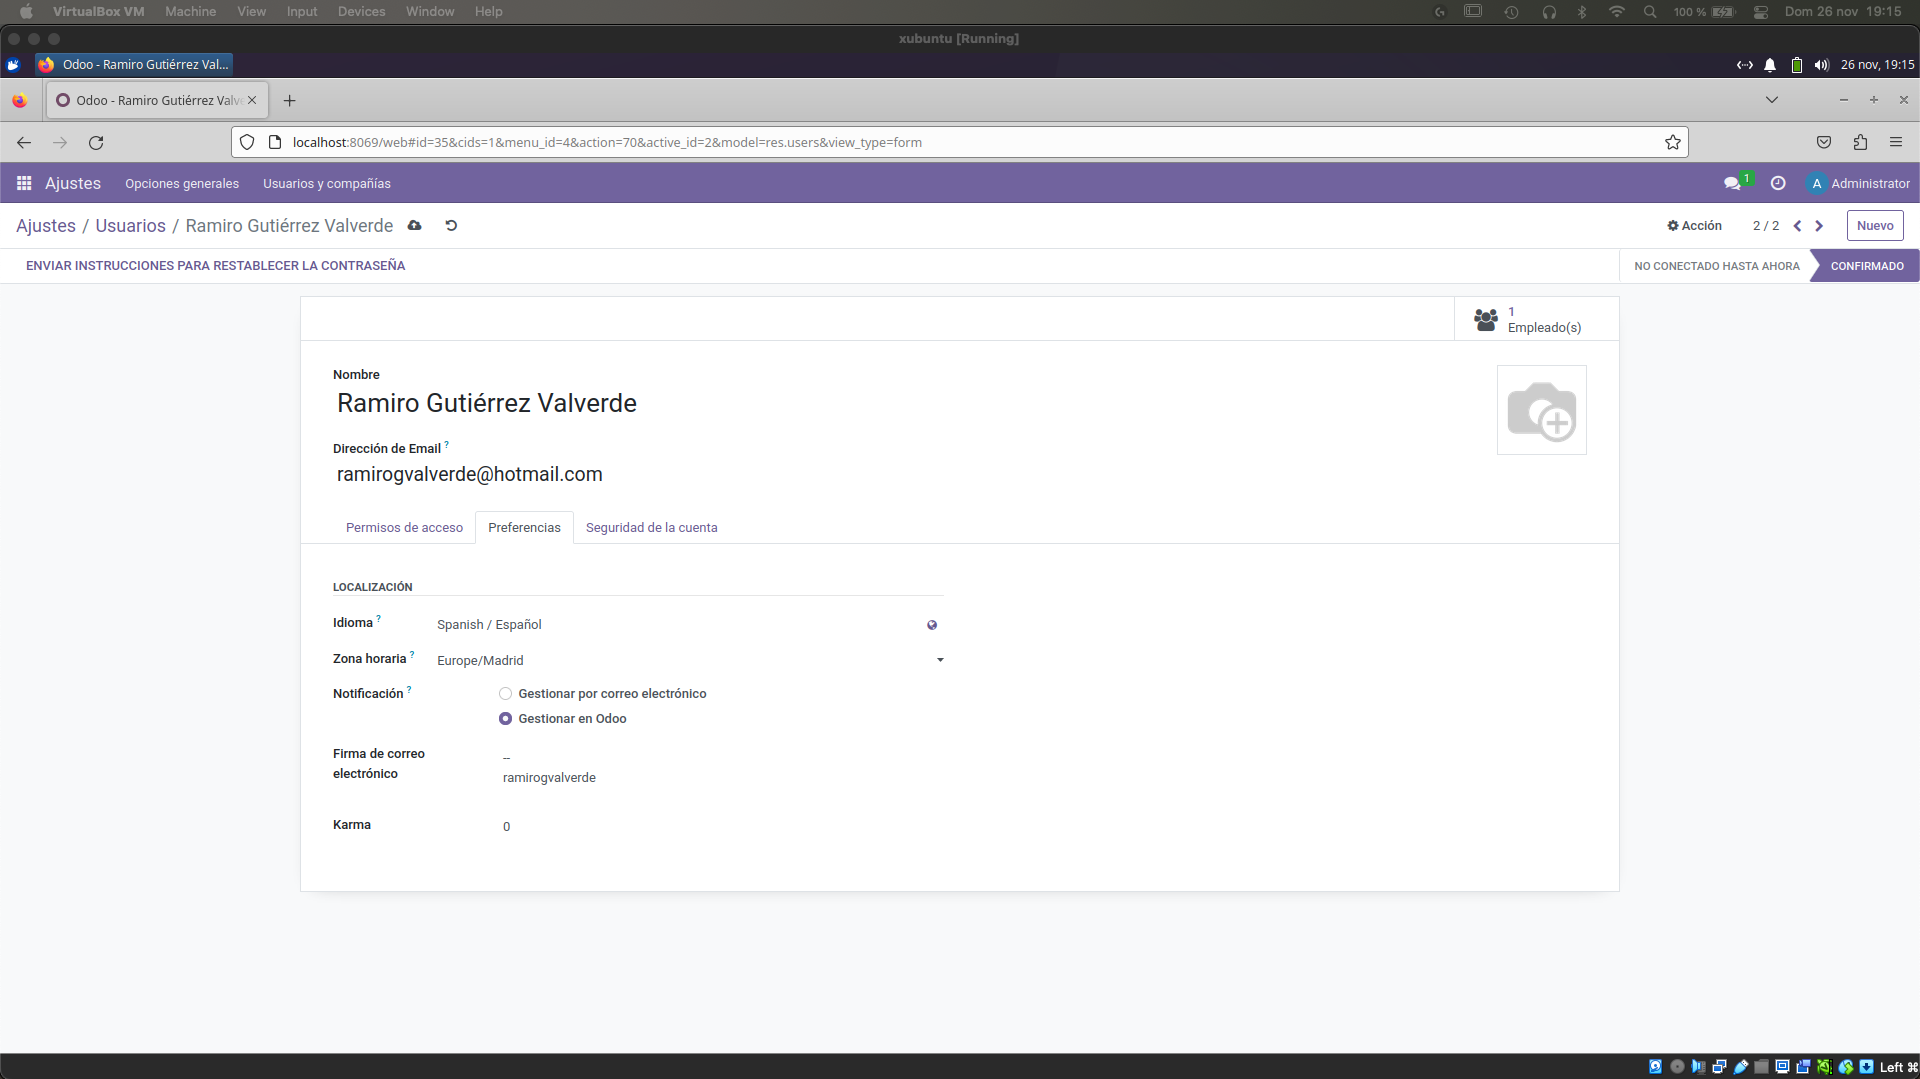 VirtualBox VM Machine View Input Devices Window Help 100 % Dom 26 nov 19:15
xubuntu [Running]
Odoo - Ramiro Gutiérrez Val... 26 nov, 19:15
Odoo - Ramiro Gutiérrez Valv
localhost:8069/web#id=35&cids=1&menu_id=4&action=70&active_id=2&model=res.users&view_type=form
Ajustes Opciones generales Usuarios y compañías 1 A Administrator
Ajustes / Usuarios / Ramiro Gutiérrez Valverde Acción 2 / 2 Nuevo
ENVIAR INSTRUCCIONES PARA RESTABLECER LA CONTRASEÑA NO CONECTADO HASTA AHORA CONFIRMADO
1
Empleado(s)
Nombre
Ramiro Gutiérrez Valverde
Dirección de Email ?
ramirogvalverde@hotmail.com
Permisos de acceso Preferencias Seguridad de la cuenta
LOCALIZACIÓN
Idioma ? Spanish / Español
Zona horaria ? Europe/Madrid
Notificación ? Gestionar por correo electrónico
Gestionar en Odoo
Firma de correo electrónico --
ramirogvalverde
Karma 0
Left ⌘